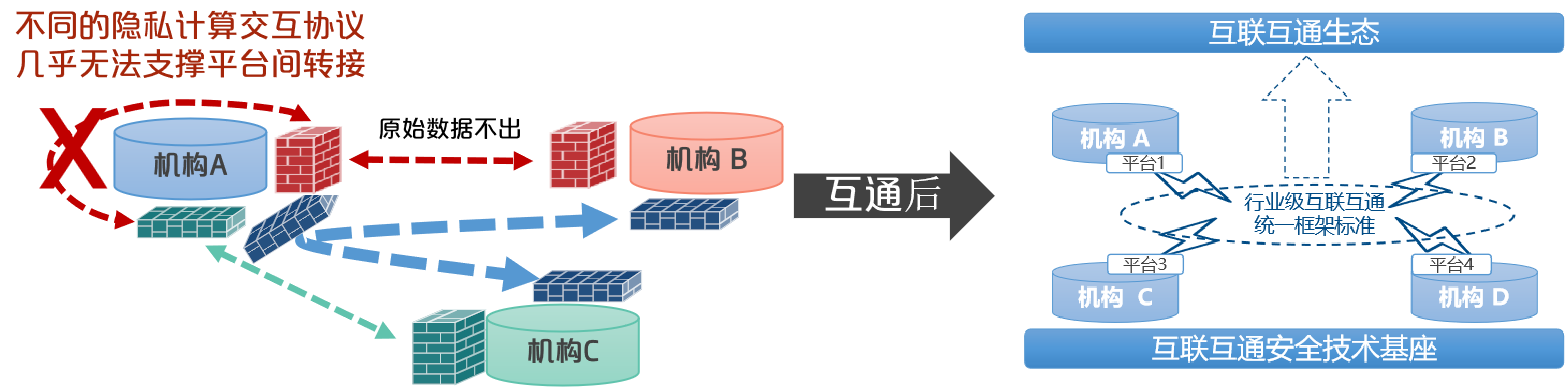 不同的隐私计算交互协议
几乎无法支撑平台间转接
X
原始数据不出
机构A
机构 B
机构C
互通后
互联互通生态
机构 A
机构 B
平台1
平台2
行业级互联互通
统一框架标准
平台3
平台4
机构 C
机构 D
互联互通安全技术基座